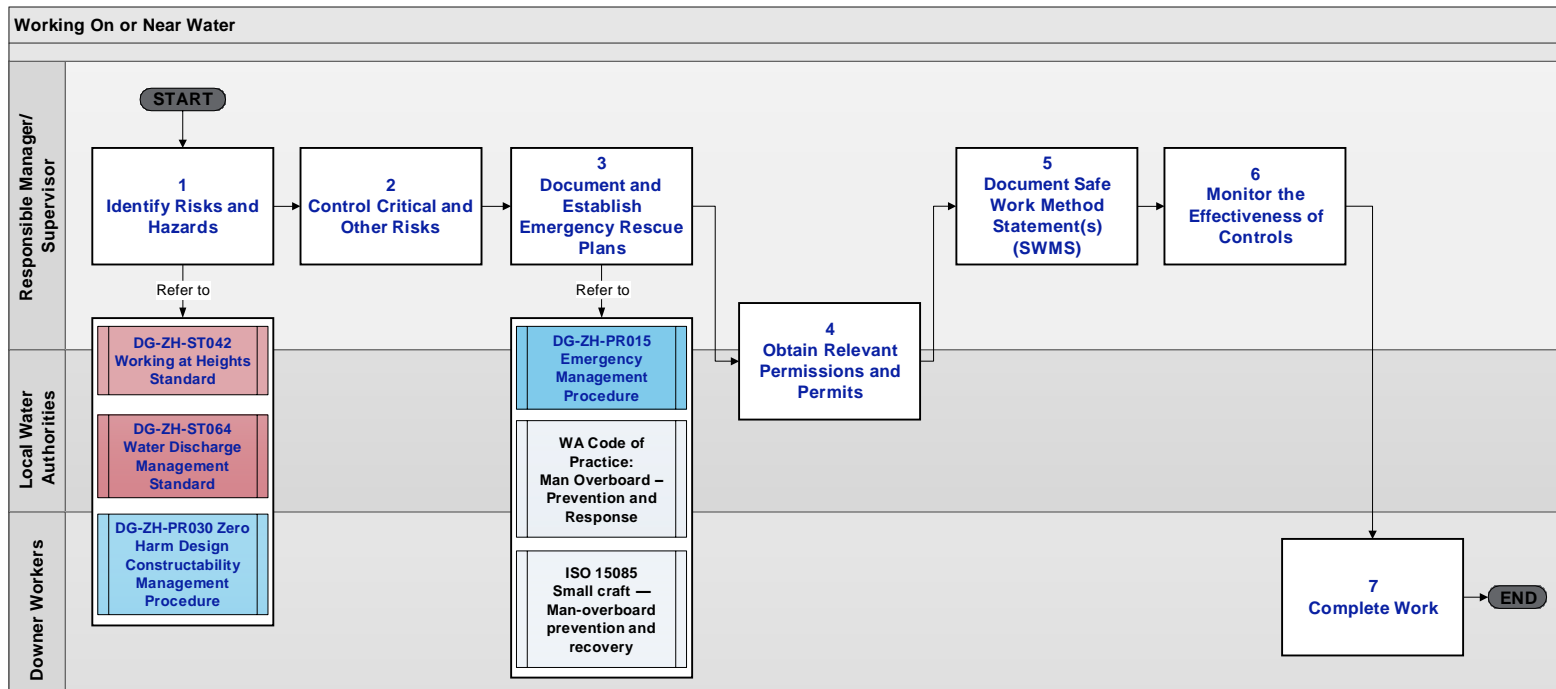 Working On or Near Water
Responsible Manager/
Supervisor
START
1
Identify Risks and
Hazards
2
Control Critical and
Other Risks
3
Document and
Establish
Emergency Rescue
Plans
5
Document Safe
Work Method
Statement(s)
(SWMS)
6
Monitor the
Effectiveness of
Controls
Refer to
Refer to
DG-ZH-ST042
Working at Heights
Standard
DG-ZH-ST064
Water Discharge
Management
Standard
DG-ZH-PR030 Zero
Harm Design
Constructability
Management
Procedure
DG-ZH-PR015
Emergency
Management
Procedure
WA Code of
Practice:
Man Overboard –
Prevention and
Response
ISO 15085
Small craft —
Man-overboard
prevention and
recovery
4
Obtain Relevant
Permissions and
Permits
Local Water
Authorities
Downer Workers
7
Complete Work
END